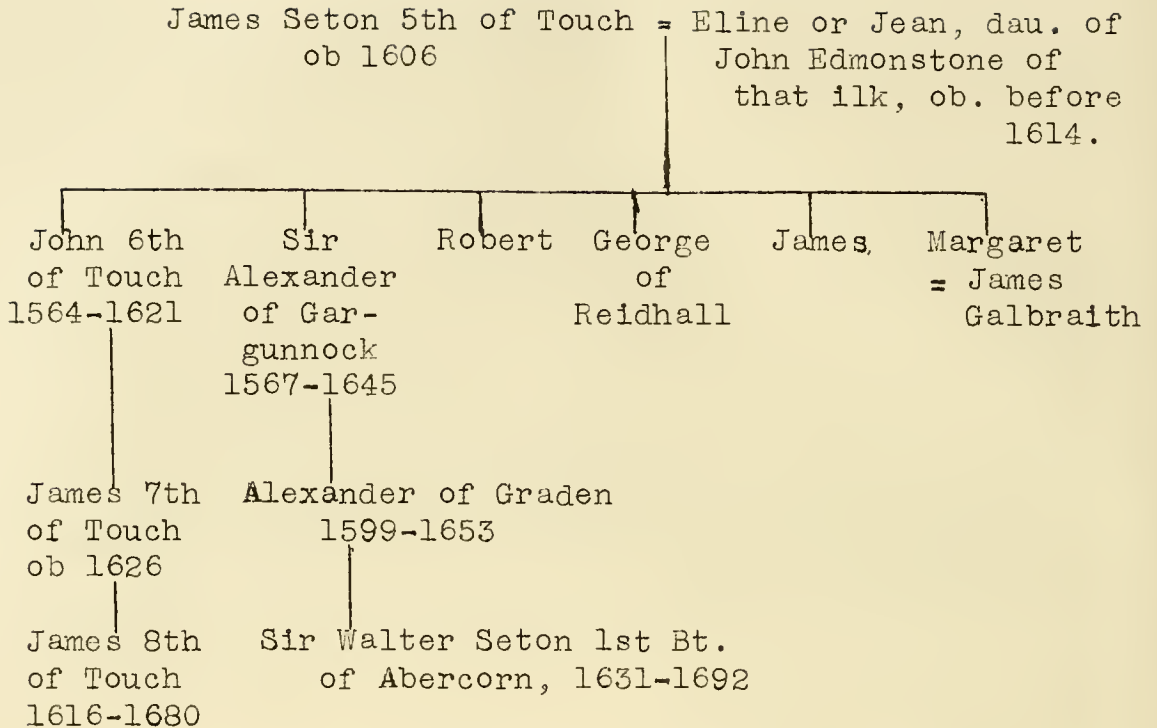 James Seton 5th of Touch = Eline or Jean, dau. of
ob 1606 John Edmonstone of
that ilk, ob. before
1614.
John 6th
of Touch
1564-1621
Sir
Alexander
of Gar-
gunnock
1567-1645
Robert
George
of
Reidhall
James,
Margaret
= James
Galbraith
James 7th
of Touch
ob 1626
Alexander of Graden
1599-1653
James 8th
of Touch
1616-1680
Sir Walter Seton 1st Bt.
of Abercorn, 1631-1692